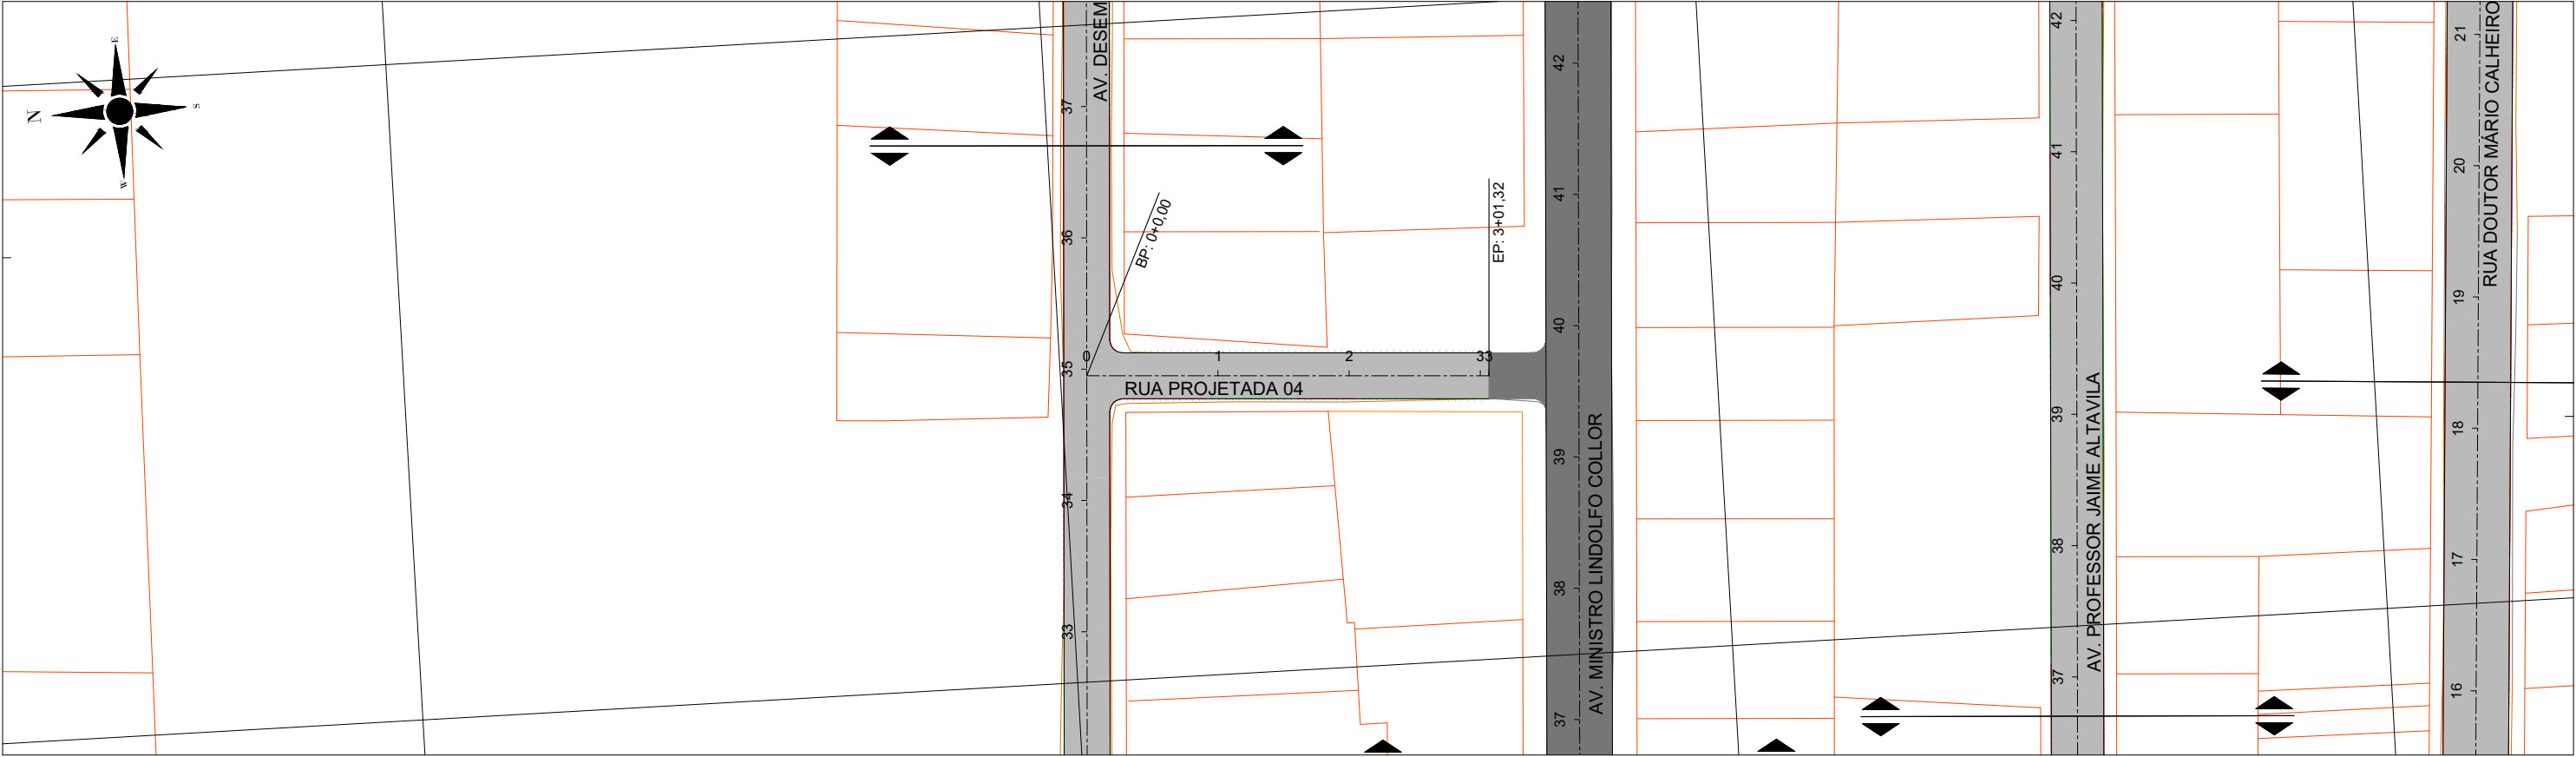 N
E
S
W
AV. DESEM
37
36
35
34
33
BP: 0+0,00
EP: 3+01,32
0
1
2
3
3
RUA PROJETADA 04
42
41
40
39
38
37
AV. MINISTRO LINDOLFO COLLOR
42
41
40
39
38
37
AV. PROFESSOR JAIME ALTAVILA
21
20
19
18
17
16
RUA DOUTOR MÁRIO CALHEIRO